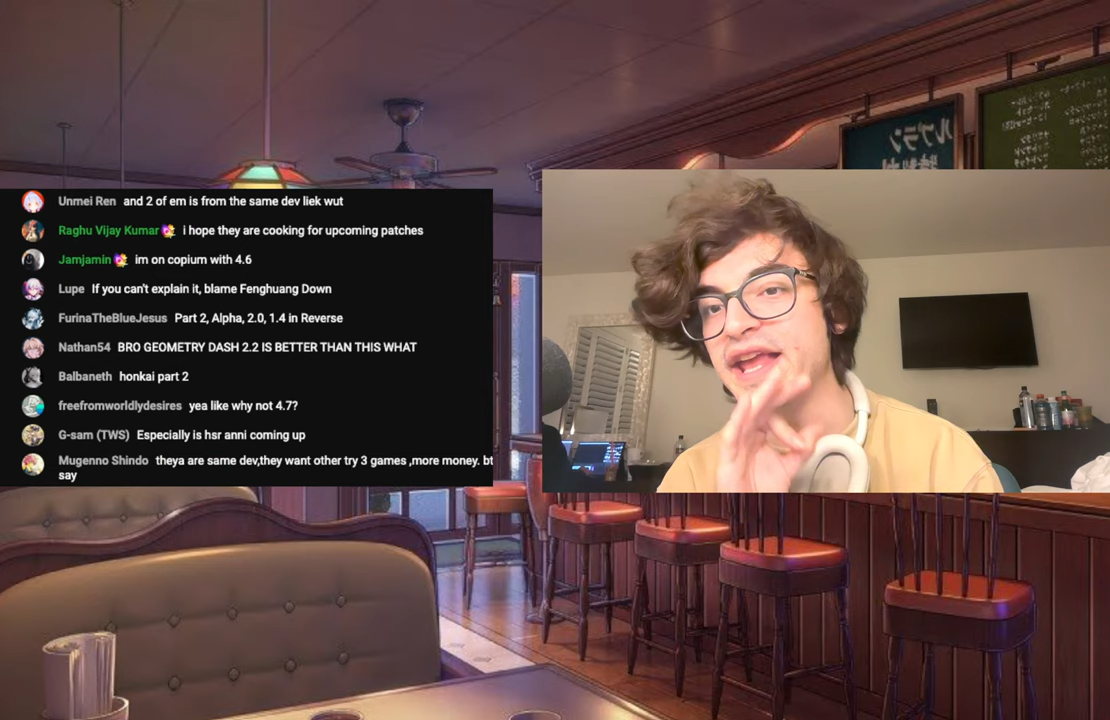 ルブラン
Unmei Ren and 2 of em is from the same dev liek wut
Raghu Vijay Kumar i hope they are cooking for upcoming patches
Jamjamin im on copium with 4.6
Lupe If you can't explain it, blame Fenghuang Down
FurinaTheBlueJesus Part 2, Alpha, 2.0, 1.4 in Reverse
Nathan54 BRO GEOMETRY DASH 2.2 IS BETTER THAN THIS WHAT
Balbaneth honkai part 2
freefromworldlydesires yea like why not 4.7?
G-sam (TWS) Especially is hsr anni coming up
Mugenno Shindo theya are same dev,they want other try 3 games ,more money. bt
say